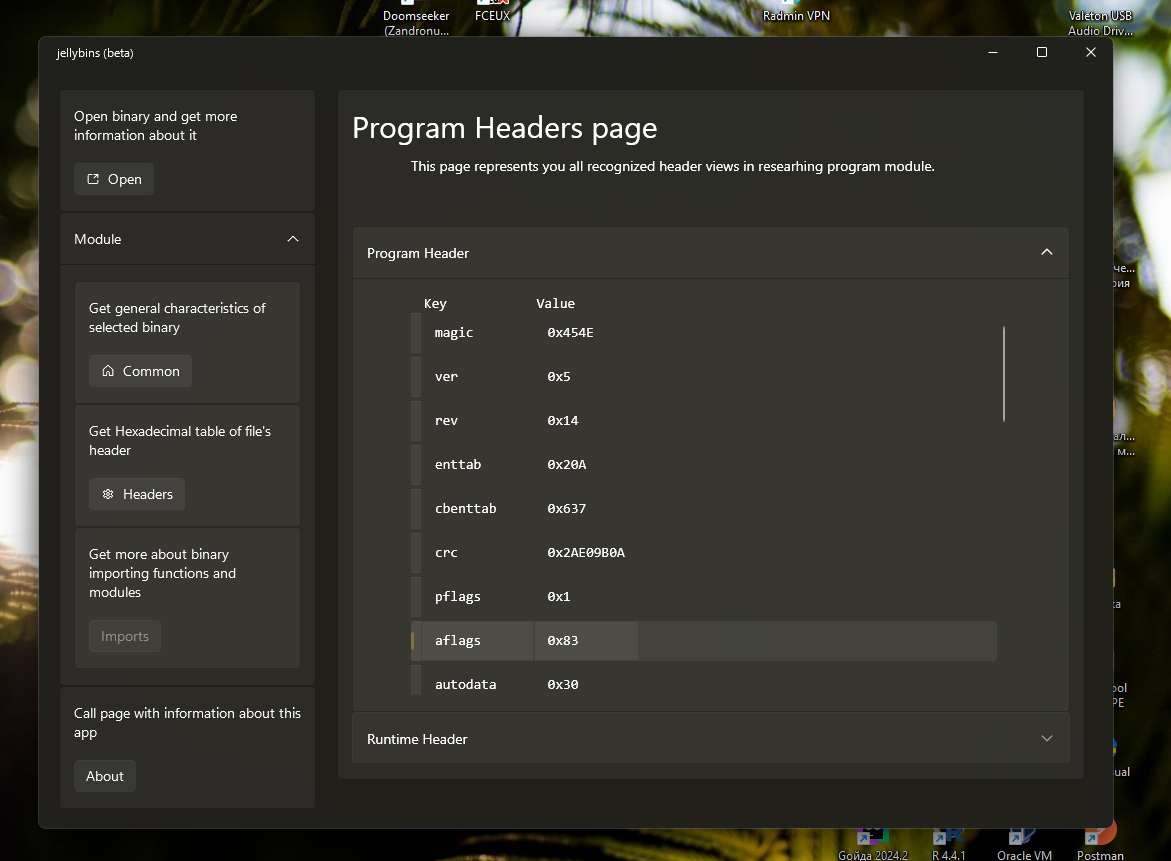 Doomseeker
(Zandronu...
FCEUX
Radmin VPN
Valeton USB
Audio Driv...
jellybins (beta)
Open binary and get more
information about it
Open
Module
Get general characteristics of
selected binary
Common
Get Hexadecimal table of file's
header
Headers
Get more about binary
importing functions and
modules
Imports
Call page with information about this
app
About
Program Headers page
This page represents you all recognized header views in researhing program module.
Program Header
Key Value
magic 0x454E
ver 0x5
rev 0x14
enttab 0x20A
cbenttab 0x637
crc 0x2AE09B0A
pflags 0x1
aflags 0x83
autodata 0x30
Runtime Header
Гойда 2024.2
R 4.4.1
Oracle VM
Postman